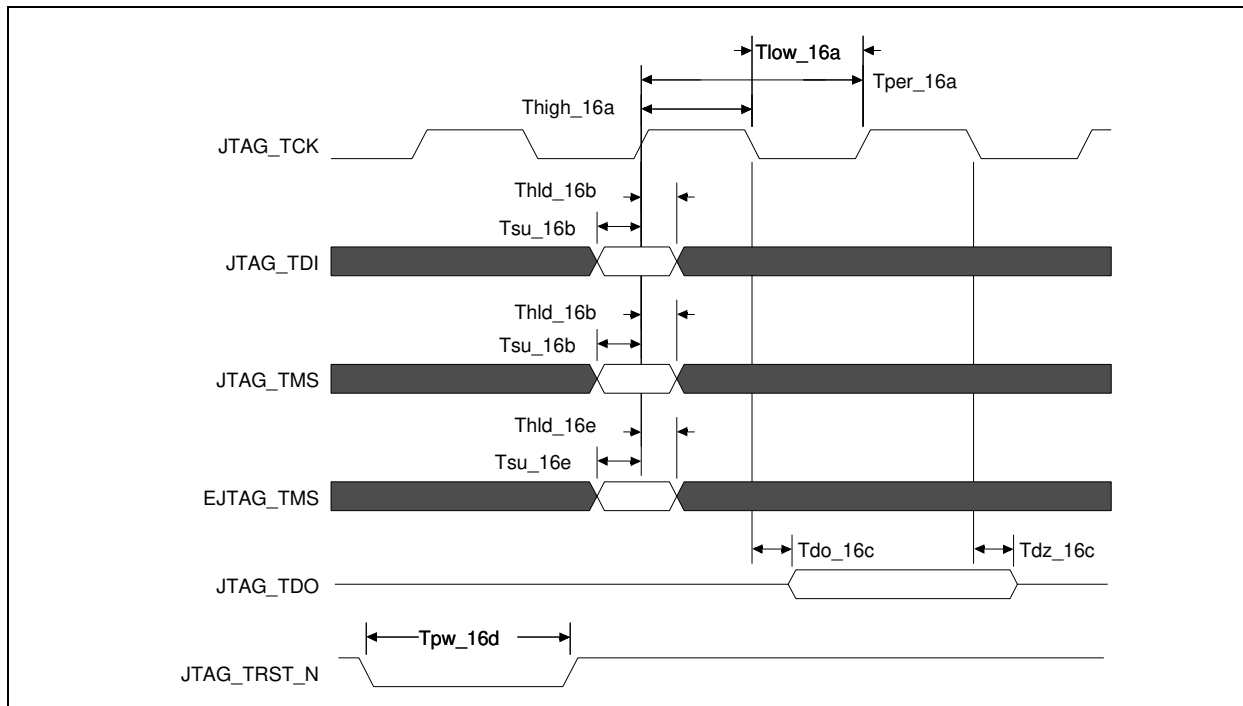 Tlow_16a
Tper_16a
Thigh_16a
JTAG_TCK
Thld_16b
Tsu_16b
JTAG_TDI
Thld_16b
Tsu_16b
JTAG_TMS
Thld_16e
Tsu_16e
EJTAG_TMS
Tdo_16c
Tdz_16c
JTAG_TDO
Tpw_16d
JTAG_TRST_N